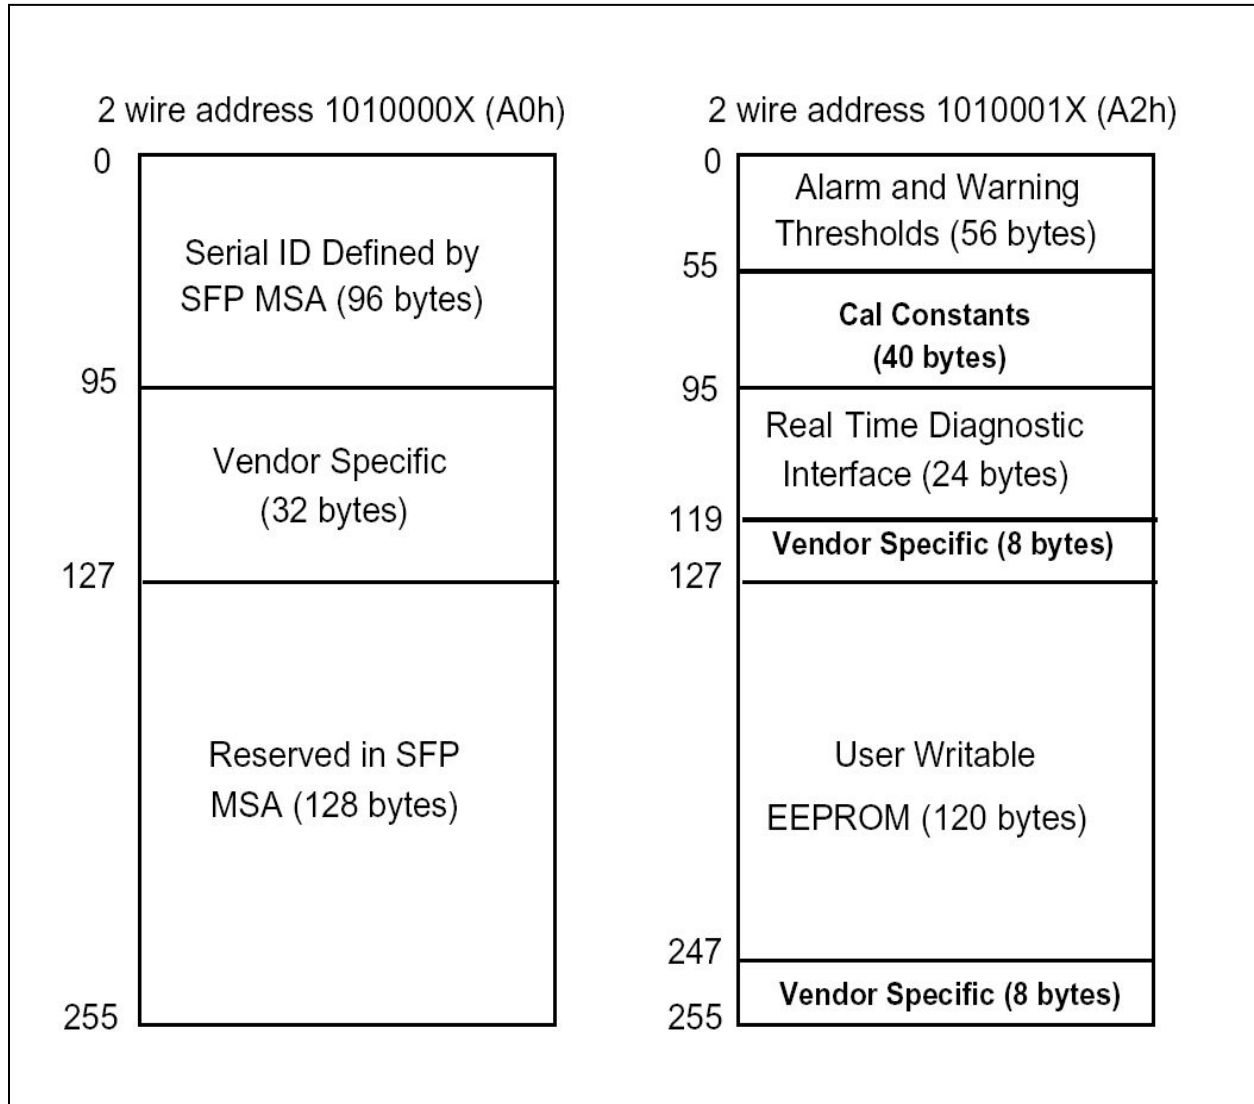 2 wire address 1010000X (A0h)
0
Serial ID Defined by
SFP MSA (96 bytes)
95
Vendor Specific
(32 bytes)
127
Reserved in SFP
MSA (128 bytes)
255
2 wire address 1010001X (A2h)
0
Alarm and Warning
Thresholds (56 bytes)
55
Cal Constants
(40 bytes)
95
Real Time Diagnostic
Interface (24 bytes)
119
Vendor Specific (8 bytes)
127
User Writable
EEPROM (120 bytes)
247
Vendor Specific (8 bytes)
255